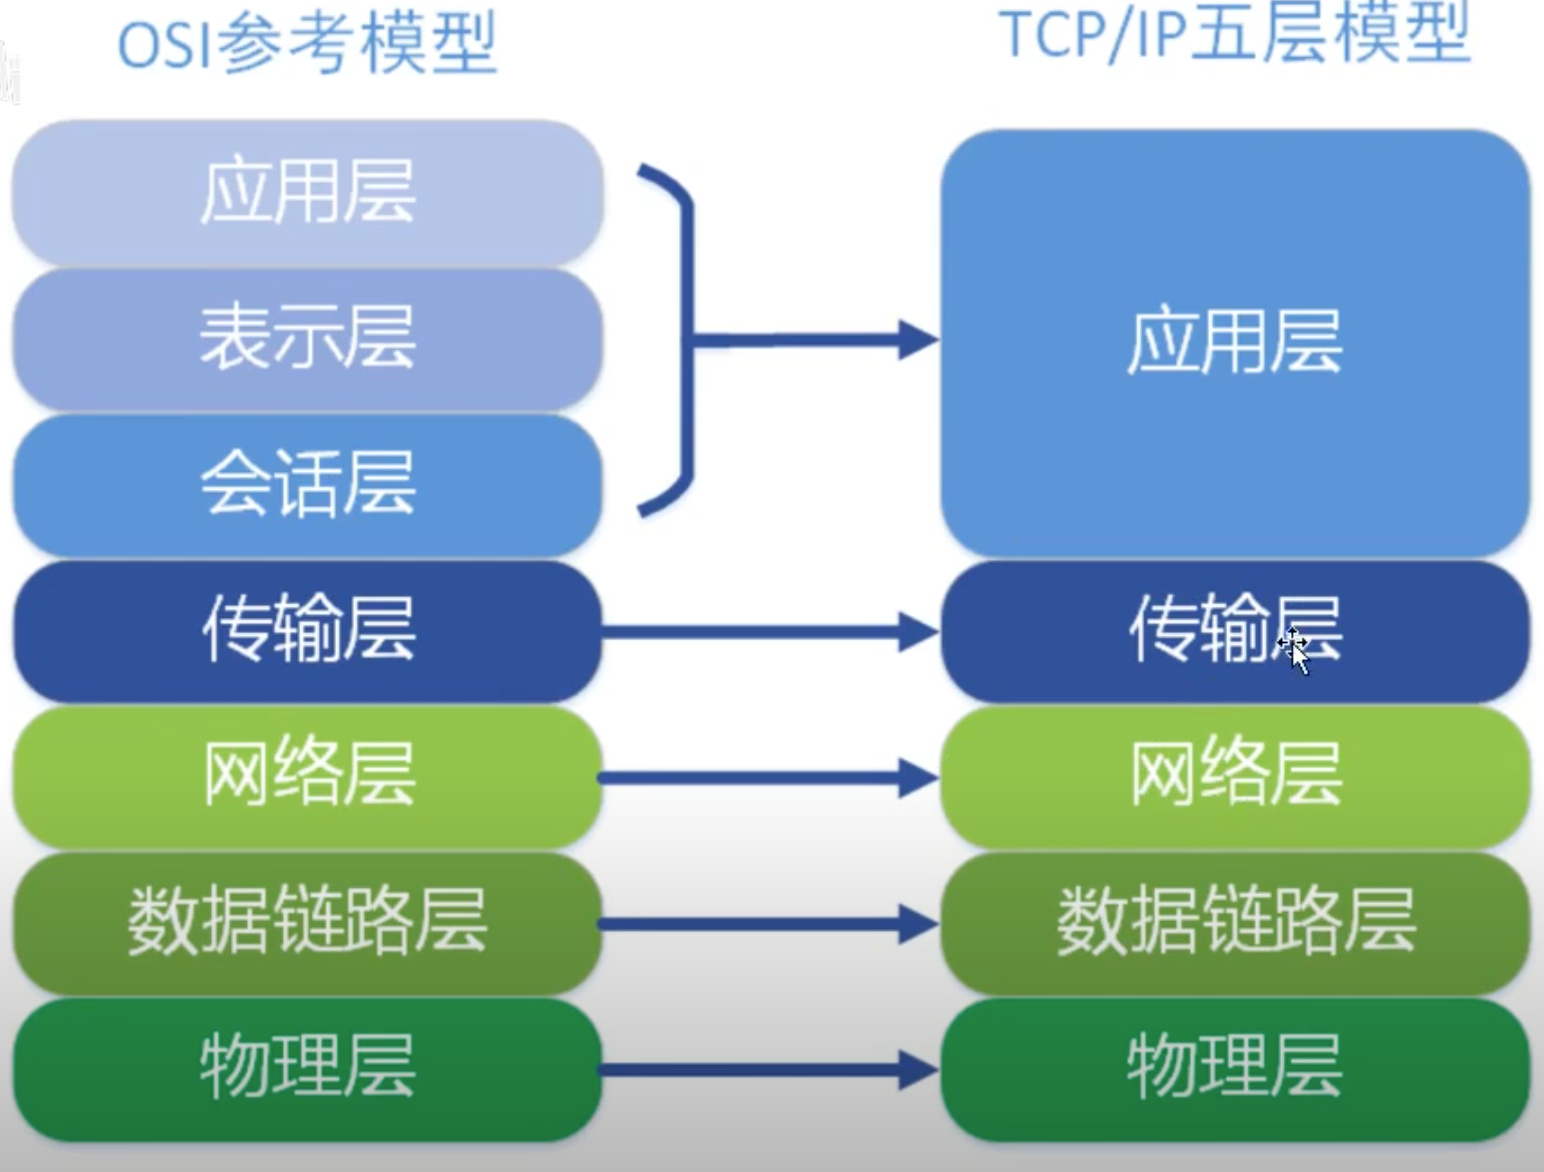 OSI参考模型
TCP/IP五层模型
应用层
表示层
会话层
传输层
网络层
数据链路层
物理层
应用层
传输层
网络层
数据链路层
物理层